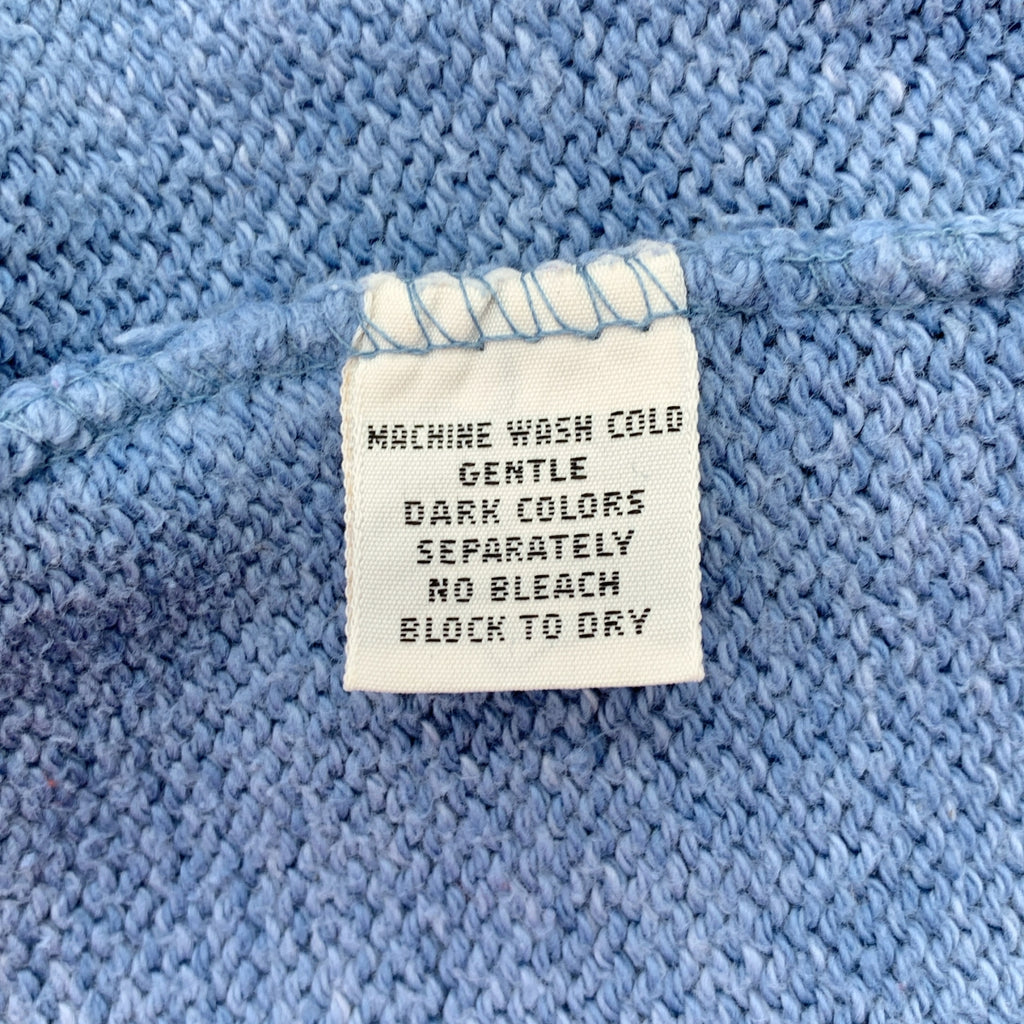 MACHINE WASH COLD
GENTLE
DARK COLORS
SEPARATELY
NO BLEACH
BLOCK TO DRY